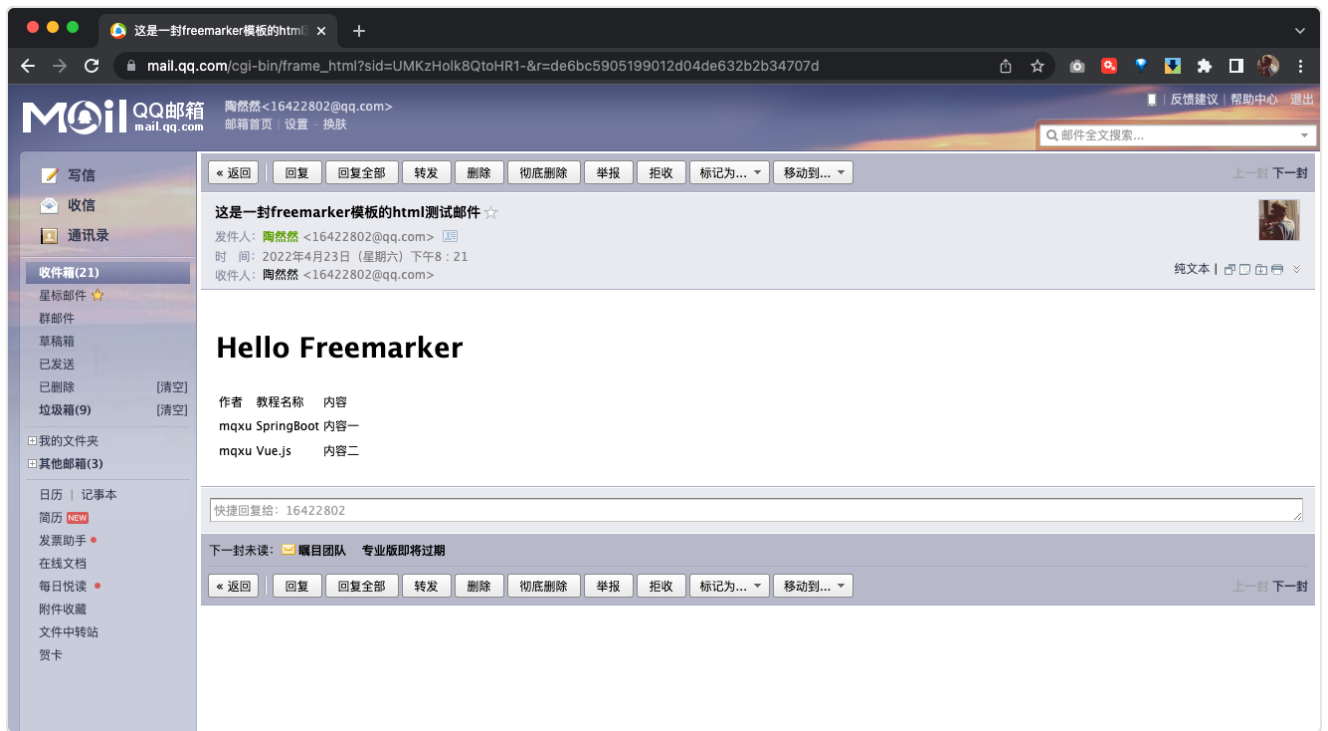 这是一封freemarker模板的html
mail.qq.com/cgi-bin/frame_html?sid=UMKzHolk8QtoHR1-&r=de6bc5905199012d04de632b2b34707d
Mail QQ邮箱 mail.qq.com
陶然然<16422802@qq.com>
邮箱首页 | 设置 - 换肤
反馈建议 | 帮助中心 退出
邮件全文搜索...
写信
收信
通讯录
收件箱(21)
星标邮件
群邮件
草稿箱
已发送
已删除 [清空]
垃圾箱(9) [清空]
我的文件夹
其他邮箱(3)
日历 | 记事本
简历 NEW
发票助手
在线文档
每日悦读
附件收藏
文件中转站
贺卡
« 返回 回复 回复全部 转发 删除 彻底删除 举报 拒收 标记为... 移动到... 上一封 下一封
这是一封freemarker模板的html测试邮件
发件人：陶然然 <16422802@qq.com>
时 间：2022年4月23日（星期六）下午8：21
收件人：陶然然 <16422802@qq.com>
纯文本 |
Hello Freemarker
作者 教程名称 内容
mqxu SpringBoot 内容一
mqxu Vue.js 内容二
快捷回复给：16422802
下一封未读： 瞩目团队 专业版即将过期
« 返回 回复 回复全部 转发 删除 彻底删除 举报 拒收 标记为... 移动到... 上一封 下一封